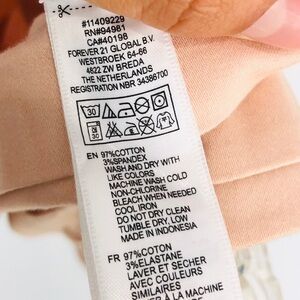 #11409229
RN#94981
CA#40198
FOREVER 21 GLOBAL B.V.
WESTBROEK 64-66
4822 ZW BREDA
THE NETHERLANDS
REGISTRATION NBR 34386700
30
30
EN 97%COTTON
3%SPANDEX
WASH AND DRY WITH
LIKE COLORS
MACHINE WASH COLD
NON-CHLORINE
BLEACH WHEN NEEDED
COOL IRON
DO NOT DRY CLEAN
TUMBLE DRY LOW
MADE IN INDONESIA
FR 97%COTON
3%ELASTANE
LAVER ET SECHER
AVEC COULEURS
SIMILAIRES
A LA MACHINE